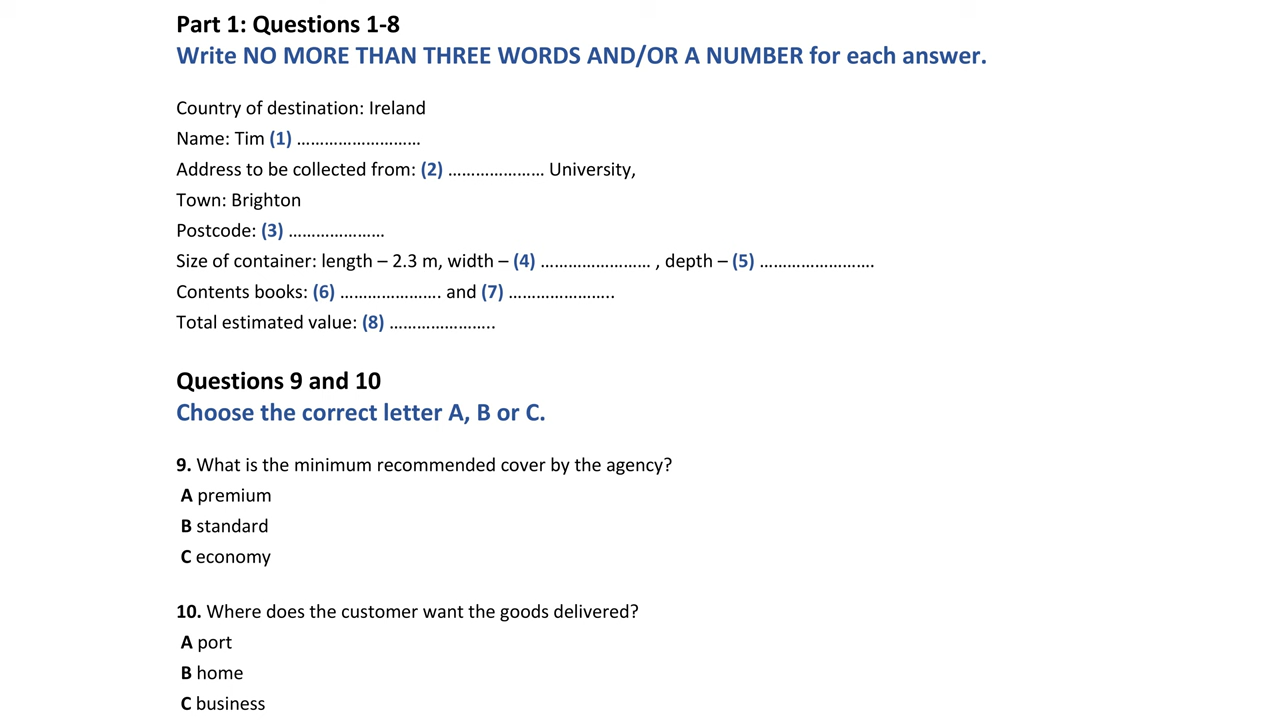 Part 1: Questions 1-8
Write NO MORE THAN THREE WORDS AND/OR A NUMBER for each answer.
Country of destination: Ireland
Name: Tim (1) ………………………
Address to be collected from: (2) ………………… University,
Town: Brighton
Postcode: (3) …………………
Size of container: length – 2.3 m, width – (4) …………………… , depth – (5) …………………….
Contents books: (6) …………………. and (7) …………………..
Total estimated value: (8) …………………..
Questions 9 and 10
Choose the correct letter A, B or C.
9. What is the minimum recommended cover by the agency?
A premium
B standard
C economy
10. Where does the customer want the goods delivered?
A port
B home
C business